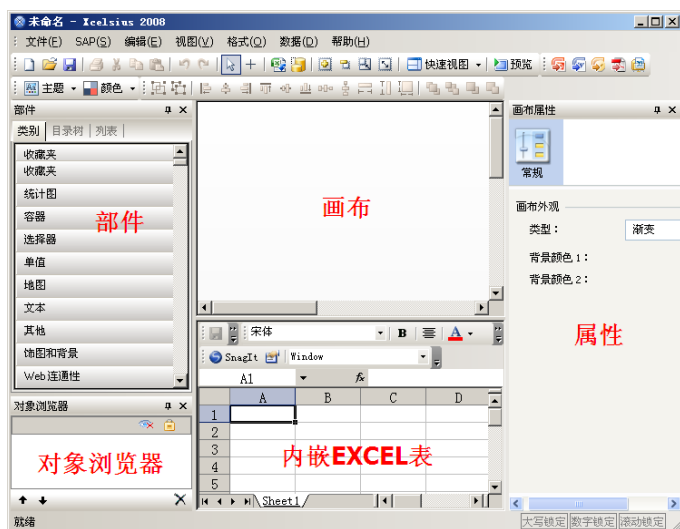 未命名 - Xcelsius 2008
文件(F) SAP(S) 编辑(E) 视图(V) 格式(O) 数据(D) 帮助(H)
快速视图 预览
主题 颜色
部件
类别 目录树 列表
收藏夹
收藏夹
统计图
容器
选择器
单值
地图
文本
其他
饰图和背景
Web 连通性
部件
对象浏览器
对象浏览器
就绪
画布
宋体 B A
SnagIt Window
A1 fx
A B C D
1
2
3
4
5
内嵌EXCEL表
Sheet1
画布属性
常规
画布外观
类型： 渐变
背景颜色 1：
背景颜色 2：
属性
大写锁定 数字锁定 滚动锁定